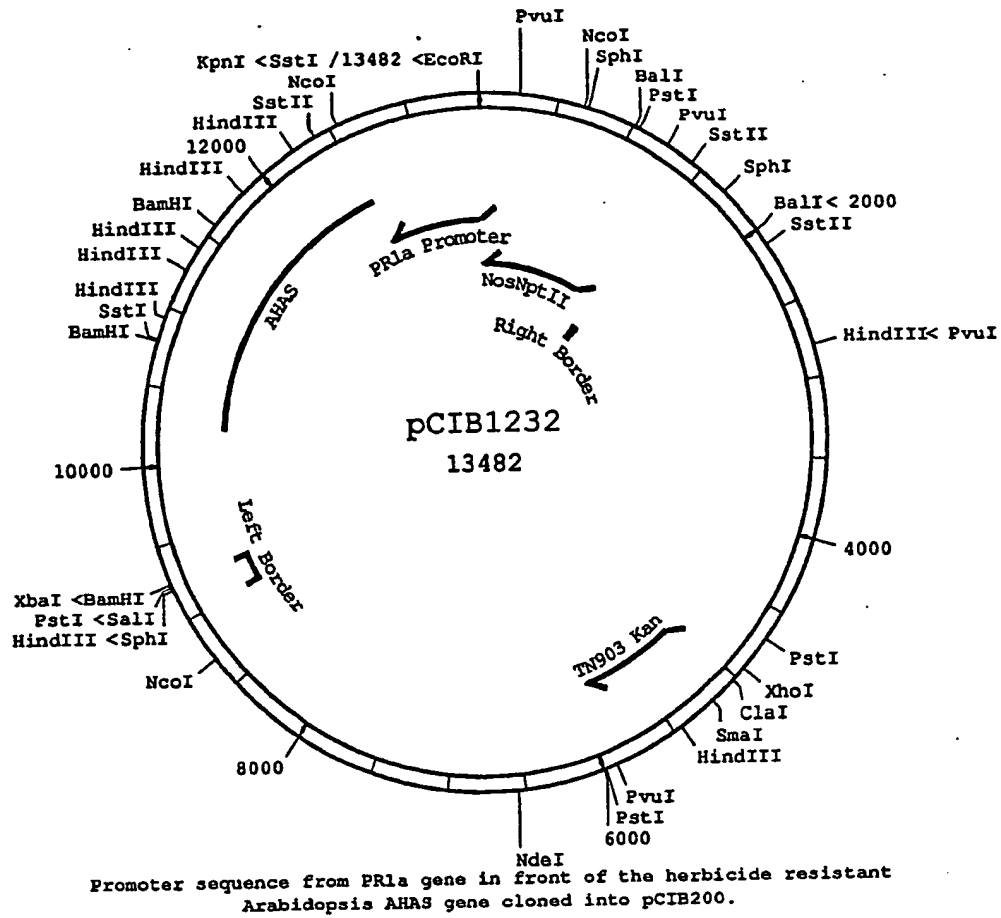 PvuI
NcoI
SphI
BalI
PstI
PvuI
SstII
SphI
BalI< 2000
SstII
HindIII< PvuI
4000
PstI
XhoI
ClaI
SmaI
HindIII
PvuI
PstI
6000
NdeI
8000
NcoI
HindIII <SphI
PstI <SalI
XbaI <BamHI
10000
BamHI
SstI
HindIII
HindIII
HindIII
BamHI
HindIII
12000
HindIII
SstII
NcoI
KpnI <SstI /13482 <EcoRI
PR1a Promoter
NosNptII
Right Border
AHAS
Left Border
TN903 Kan
pCIB1232
13482
Promoter sequence from PR1a gene in front of the herbicide resistant
Arabidopsis AHAS gene cloned into pCIB200.